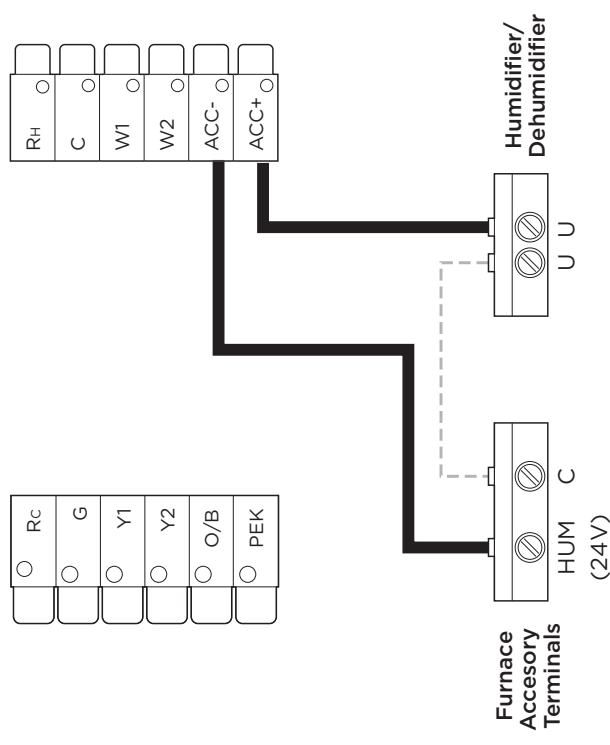 RH
C
W1
W2
ACC-
ACC+
Humidifier/
Dehumidifier
U
U
RC
G
Y1
Y2
O/B
PEK
C
HUM
(24V)
Furnace
Accesory
Terminals